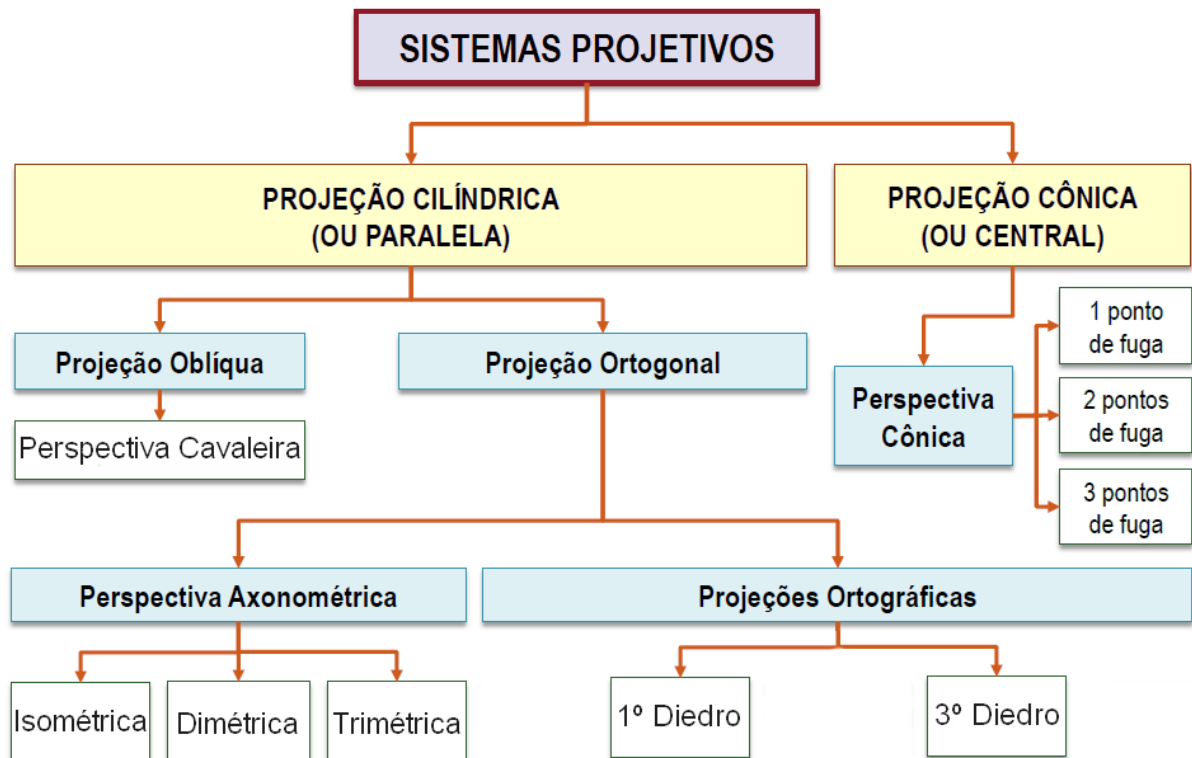 SISTEMAS PROJETIVOS
PROJEÇÃO CILÍNDRICA
(OU PARALELA)
PROJEÇÃO CÔNICA
(OU CENTRAL)
Projeção Oblíqua
Projeção Ortogonal
Perspectiva Cavaleira
Perspectiva
Cônica
1 ponto
de fuga
2 pontos
de fuga
3 pontos
de fuga
Perspectiva Axonométrica
Projeções Ortográficas
Isométrica
Dimétrica
Trimétrica
1º Diedro
3º Diedro